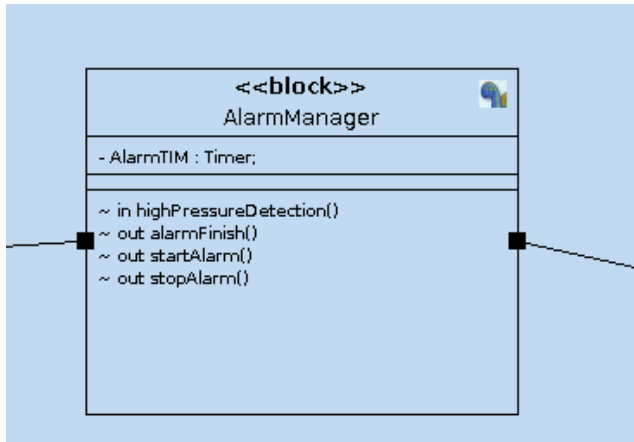 <<block>>
AlarmManager
- AlarmTIM : Timer;
~ in highPressureDetection()
~ out alarmFinish()
~ out startAlarm()
~ out stopAlarm()